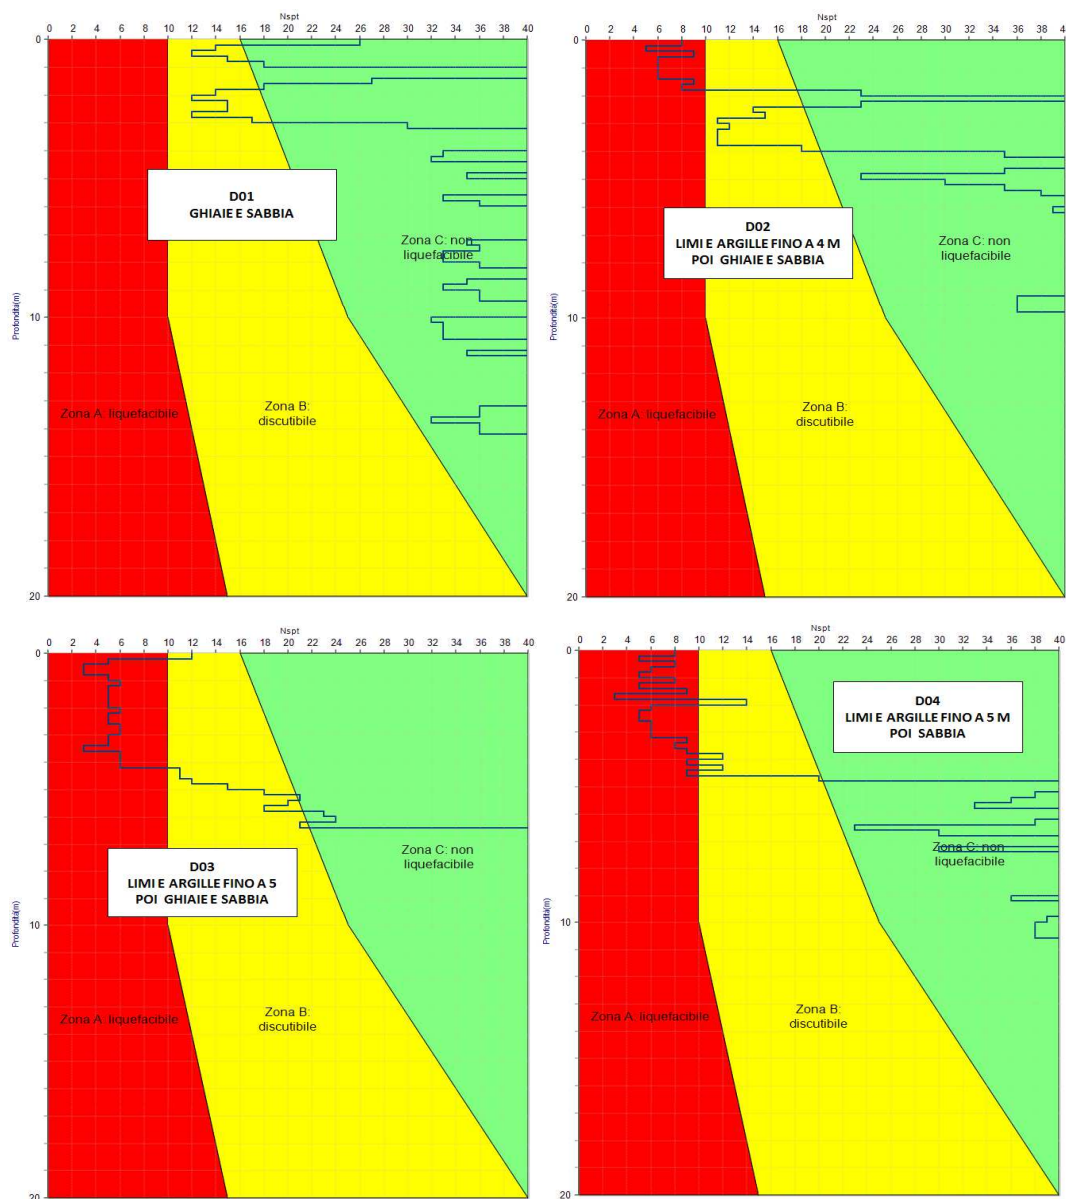 Nspt
0 2 4 6 8 10 12 14 16 18 20 22 24 26 28 30 32 34 36 38 40
0
D01
GHIAIE E SABBIA
Zona C: non
liquefacibile
Profondità(m)
10
Zona A: liquefacibile
Zona B:
discutibile
20
Nspt
0 2 4 6 8 10 12 14 16 18 20 22 24 26 28 30 32 34 36 38 4
0
D02
LIMI E ARGILLE FINO A 4 M
POI GHIAIE E SABBIA
Zona C: non
liquefacibile
Profondità(m)
10
Zona A: liquefacibile
Zona B:
discutibile
20
Nspt
0 2 4 6 8 10 12 14 16 18 20 22 24 26 28 30 32 34 36 38 40
0
Zona C: non
liquefacibile
D03
LIMI E ARGILLE FINO A 5
POI GHIAIE E SABBIA
Profondità(m)
10
Zona A: liquefacibile
Zona B:
discutibile
20
Nspt
0 2 4 6 8 10 12 14 16 18 20 22 24 26 28 30 32 34 36 38 40
0
D04
LIMI E ARGILLE FINO A 5 M
POI SABBIA
Zona C: non
liquefacibile
Profondità(m)
10
Zona A: liquefacibile
Zona B:
discutibile
20